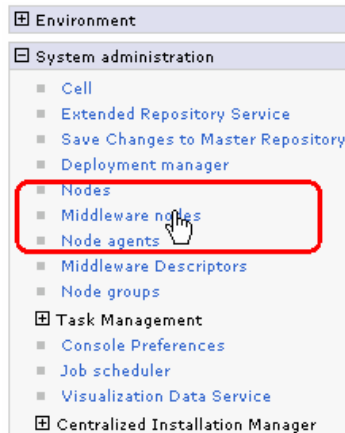 Environment
System administration
Cell
Extended Repository Service
Save Changes to Master Repository
Deployment manager
Nodes
Middleware nodes
Node agents
Middleware Descriptors
Node groups
Task Management
Console Preferences
Job scheduler
Visualization Data Service
Centralized Installation Manager